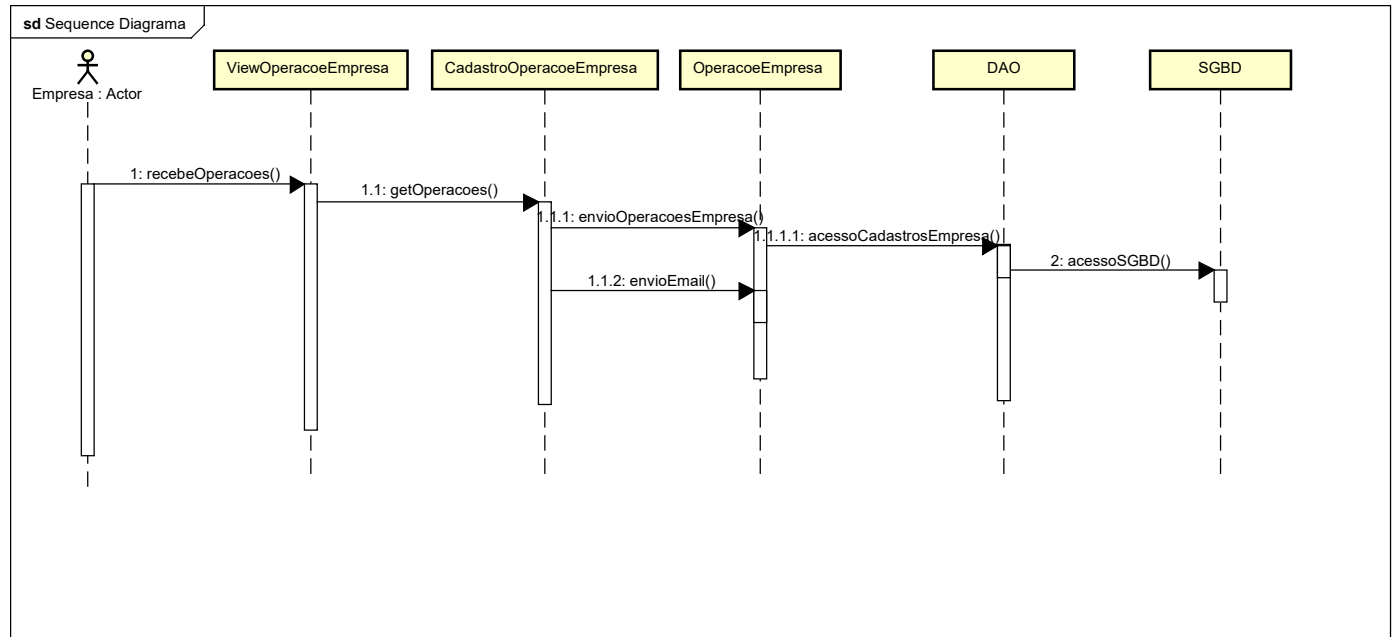 sd Sequence Diagrama
Empresa : Actor
ViewOperacoeEmpresa
CadastroOperacoeEmpresa
OperacoeEmpresa
DAO
SGBD
1: recebeOperacoes()
1.1: getOperacoes()
1.1.1: envioOperacoesEmpresa()
1.1.1.1: acessoCadastrosEmpresa()
2: acessoSGBD()
1.1.2: envioEmail()